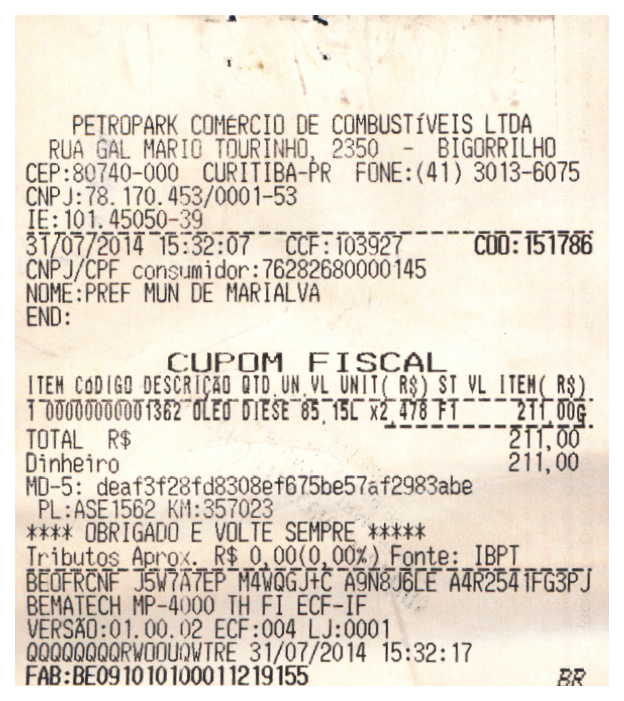 PETROPARK COMÉRCIO DE COMBUSTÍVEIS LTDA
RUA GAL MARIO TOURINHO, 2350 - BIGORRILHO
CEP:80740-000 CURITIBA-PR FONE:(41) 3013-6075
CNPJ:78.170.453/0001-53
IE:101.45050-39
31/07/2014 15:32:07 CCF:103927 COO:151786
CNPJ/CPF consumidor:76282680000145
NOME:PREF MUN DE MARIALVA
END:
CUPOM FISCAL
ITEM CÓDIGO DESCRIÇÃO QTD.UN.VL UNIT( R$) ST VL ITEM( R$)
1 0000000001362 OLEO DIESE 85,15L x2,478 F1 211,00G
TOTAL R$ 211,00
Dinheiro 211,00
MD-5: deaf3f28fd8308ef675be57af2983abe
PL:ASE1562 KM:357023
**** OBRIGADO E VOLTE SEMPRE *****
Tributos Aprox. R$ 0,00(0,00%) Fonte: IBPT
BEOFRCNF J5W7A7EP M4WQGJ+C A9N8J6LE A4R2541FG3PJ
BEMATECH MP-4000 TH FI ECF-IF
VERSÃO:01.00.02 ECF:004 LJ:0001
QQQQQQQQRWOOUQWTRE 31/07/2014 15:32:17
FAB:BE091010100011219155 BR